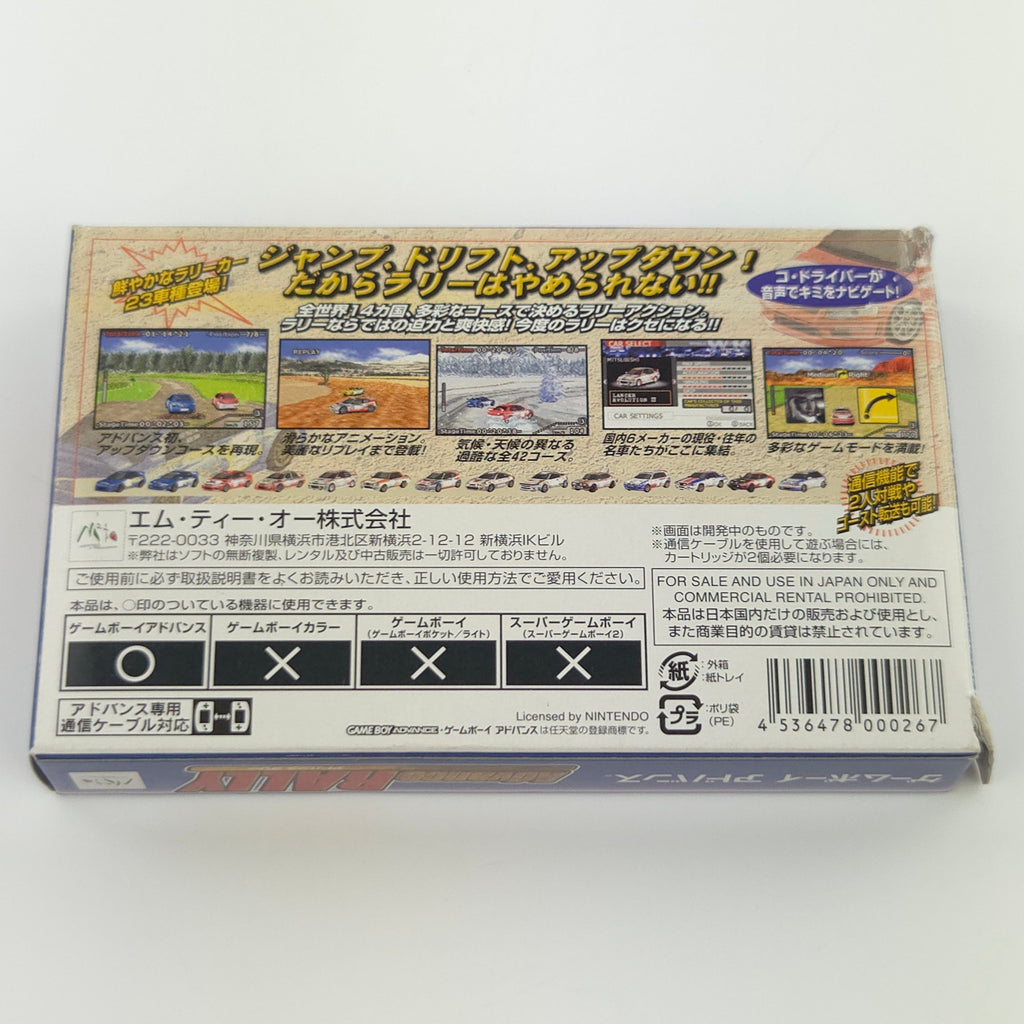 鮮やかなラリーカー
23車種登場!
ジャンプ、ドリフト、アップダウン!
だからラリーはやめられない!!
全世界14カ国、多彩なコースで決めるラリーアクション。
ラリーならではの迫力と爽快感!今度のラリーはクセになる!!
コ・ドライバーが
音声でキミをナビゲート!
REPLAY
CAR SELECT
MITSUBISHI
LANCER
CAR SETTINGS
Medium Right
アドバンス初、
アップダウンコースを再現。
滑らかなアニメーション。
美麗なリプレイまで登載!
気候・天候の異なる
過酷な全42コース。
国内6メーカーの現役・往年の
名車たちがここに集結。
多彩なゲームモードを満載!
通信機能で
2人対戦や
ゴースト転送も可能!
エム・ティー・オー株式会社
〒222-0033 神奈川県横浜市港北区新横浜2-12-12 新横浜IKビル
※弊社はソフトの無断複製、レンタル及び中古販売は一切許可しておりません。
※画面は開発中のものです。
※通信ケーブルを使用して遊ぶ場合には、
カートリッジが2個必要になります。
ご使用前に必ず取扱説明書をよくお読みいただき、正しい使用方法でご愛用ください。
FOR SALE AND USE IN JAPAN ONLY AND
COMMERCIAL RENTAL PROHIBITED.
本品は日本国内だけの販売および使用とし、
また商業目的の賃貸は禁止されています。
本品は、○印のついている機器に使用できます。
ゲームボーイアドバンス
ゲームボーイカラー
ゲームボーイ
(ゲームボーイポケット/ライト)
スーパーゲームボーイ
(スーパーゲームボーイ2)
○ × × ×
紙 :外箱
:紙トレイ
プラ :ポリ袋
(PE)
アドバンス専用
通信ケーブル対応
Licensed by NINTENDO
GAME BOY ADVANCE・ゲームボーイ アドバンスは任天堂の登録商標です。
4 536478 000267
Advance RALLY
ゲームボーイ アドバンス